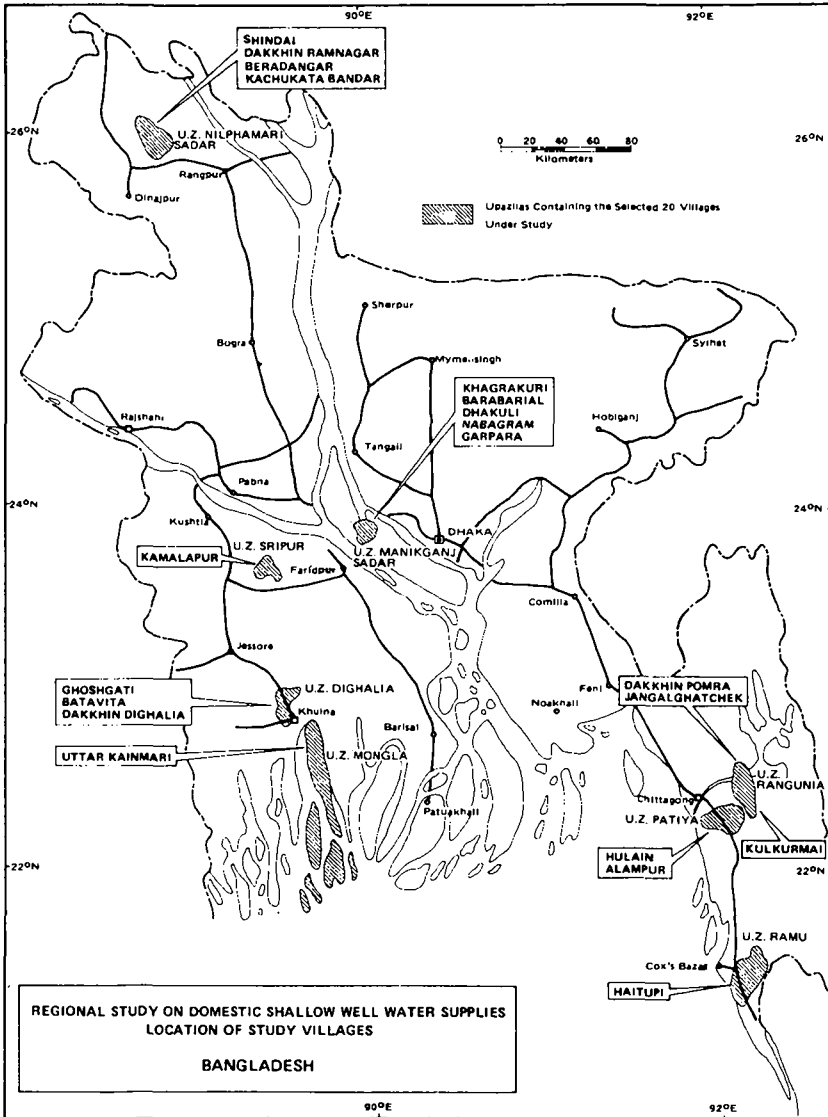 90°E
92°E
SHINDAI
DAKKHIN RAMNAGAR
BERADANGAR
KACHUKATA BANDAR
26°N
U.Z. NILPHAMARI
SADAR
0 20 40 60 80
Kilometers
26°N
Rangpur
Dinajpur
Upazilas Containing the Selected 20 Villages
Under Study
Sherpur
Bogra
Sylhet
Mymensingh
KHAGRAKURI
BARABARIAL
DHAKULI
NABAGRAM
GARPARA
Rajshahi
Hobiganj
Tangail
Pabna
24°N
24°N
Kushtia
DHAKA
U.Z. SRIPUR
U.Z. MANIKGANJ
SADAR
KAMALAPUR
Faridpur
Comilla
Jessore
GHOSHGATI
BATAVITA
DAKKHIN DIGHALIA
U.Z. DIGHALIA
Khulna
Feni
Noakhali
DAKKHIN POMRA
JANGALGHATCHEK
Barisal
UTTAR KAINMARI
U.Z. MONGLA
U.Z.
RANGUNIA
Chittagong
Patuakhali
U.Z. PATIYA
KULKURMAI
HULAIN
ALAMPUR
22°N
22°N
U.Z. RAMU
Cox's Bazar
HAITUPI
REGIONAL STUDY ON DOMESTIC SHALLOW WELL WATER SUPPLIES
LOCATION OF STUDY VILLAGES
BANGLADESH
90°E
92°E